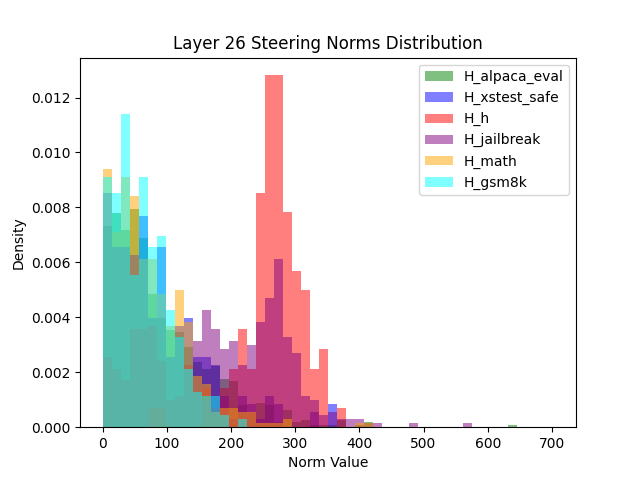 Layer 26 Steering Norms Distribution
H_alpaca_eval
H_xstest_safe
H_h
H_jailbreak
H_math
H_gsm8k
Density
0.012
0.010
0.008
0.006
0.004
0.002
0.000
0 100 200 300 400 500 600 700
Norm Value